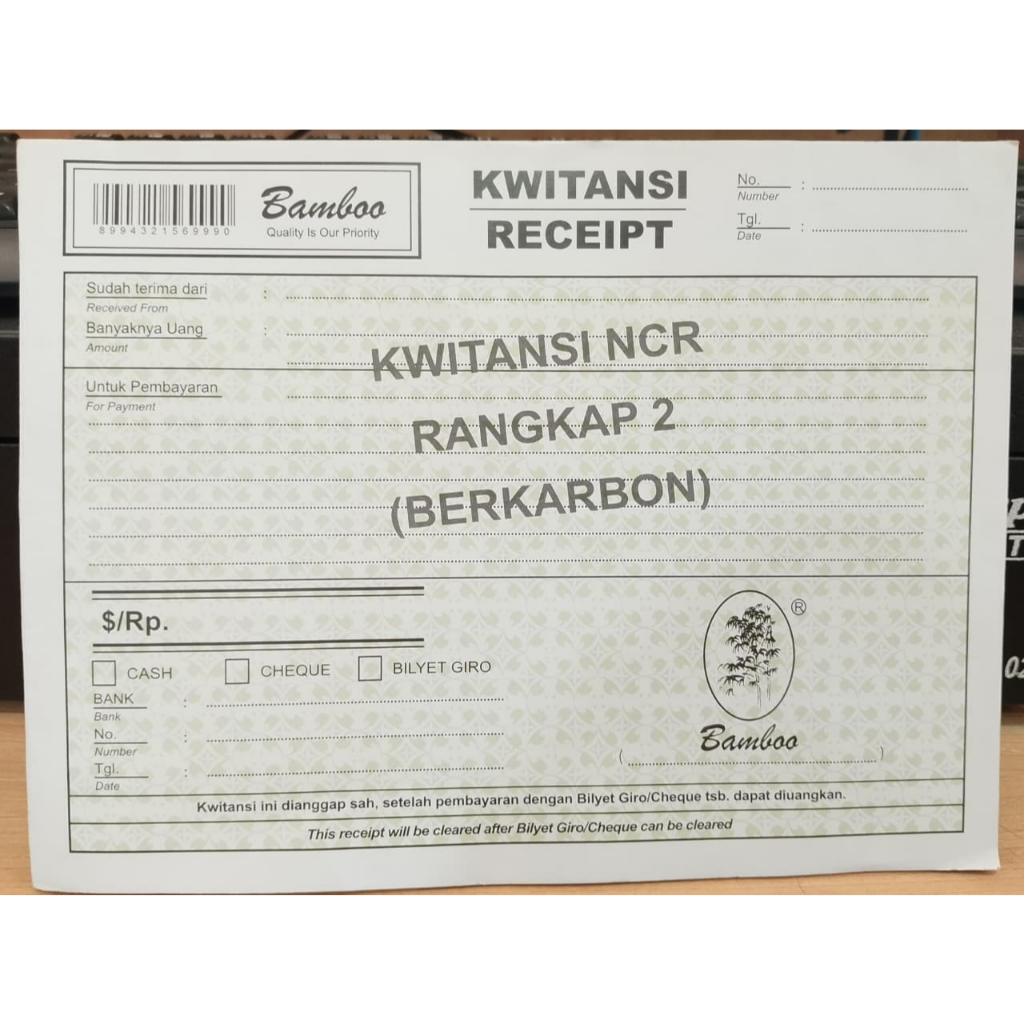 8994321569990
Bamboo
Quality Is Our Priority
KWITANSI
RECEIPT
No. :
Number
Tgl. :
Date
Sudah terima dari :
Received From
Banyaknya Uang :
Amount
Untuk Pembayaran
For Payment
KWITANSI NCR
RANGKAP 2
(BERKARBON)
$/Rp.
CASH CHEQUE BILYET GIRO
BANK :
Bank
No. :
Number
Tgl. :
Date
®
Bamboo
( )
Kwitansi ini dianggap sah, setelah pembayaran dengan Bilyet Giro/Cheque tsb. dapat diuangkan.
This receipt will be cleared after Bilyet Giro/Cheque can be cleared